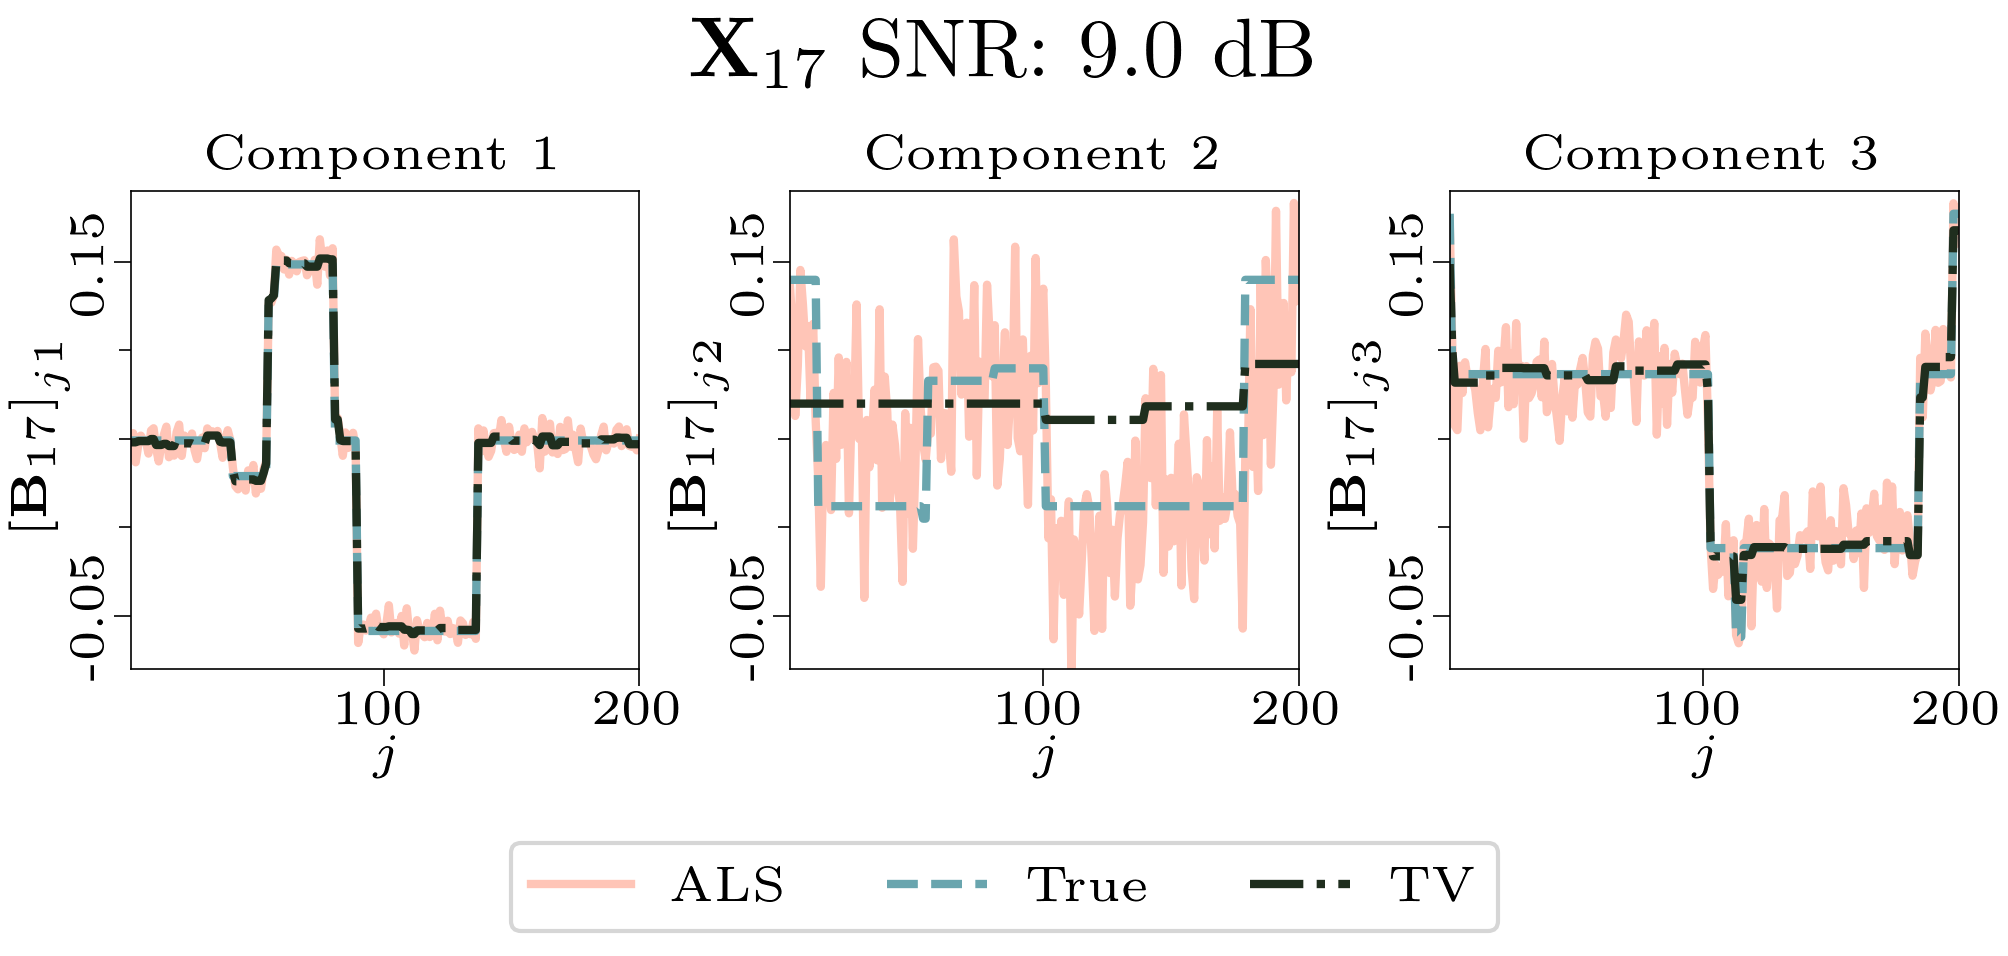 X17 SNR: 9.0 dB
Component 1
Component 2
Component 3
[B17]j1
0.15
-0.05
100
200
j
[B17]j2
0.15
-0.05
100
200
j
[B17]j3
0.15
-0.05
100
200
j
ALS
True
TV